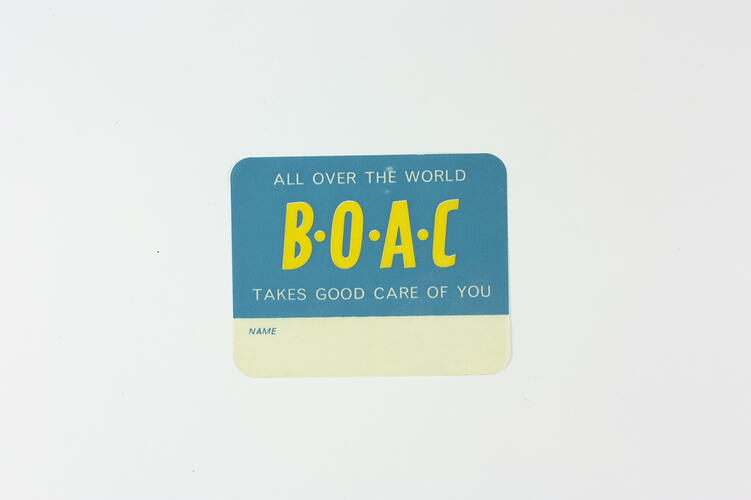 ALL OVER THE WORLD
B·O·A·C
TAKES GOOD CARE OF YOU
NAME